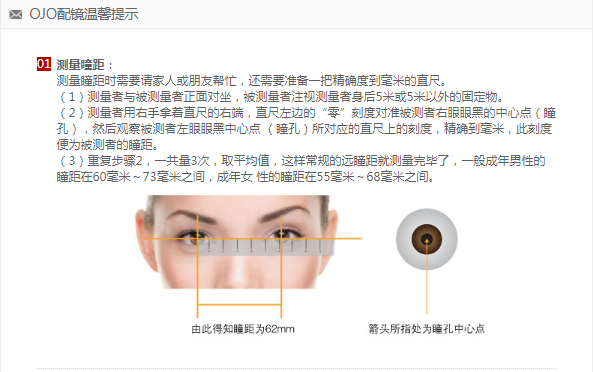 OJO配镜温馨提示
01 测量瞳距：
测量瞳距时需要请家人或朋友帮忙，还需要准备一把精确度到毫米的直尺。
（1）测量者与被测量者正面对坐，被测量者注视测量者身后5米或5米以外的固定物。
（2）测量者用右手拿着直尺的右端，直尺左边的“零”刻度对准被测者右眼眼黑的中心点（瞳
孔），然后观察被测者左眼眼黑中心点 （瞳孔）所对应的直尺上的刻度，精确到毫米，此刻度
便为被测者的瞳距。
（3）重复步骤2，一共量3次，取平均值，这样常规的远瞳距就测量完毕了，一般成年男性的
瞳距在60毫米～73毫米之间，成年女 性的瞳距在55毫米～68毫米之间。
由此得知瞳距为62mm
箭头所指处为瞳孔中心点